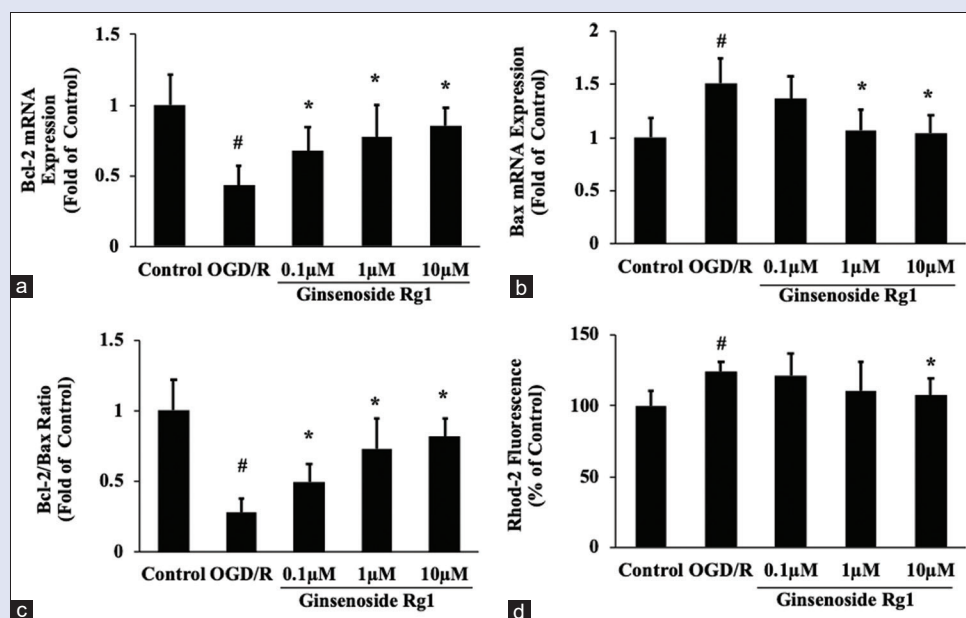 Bcl-2 mRNA
Expression
(Fold of Control)
1.5
1
0.5
0
#
*
*
*
Control OGD/R 0.1μM 1μM 10μM
Ginsenoside Rg1
a
Bax mRNA Expression
(Fold of Control)
2
1.5
1
0.5
0
#
*
*
Control OGD/R 0.1μM 1μM 10μM
Ginsenoside Rg1
b
Bcl-2/Bax Ratio
(Fold of Control)
1.5
1
0.5
0
#
*
*
*
Control OGD/R 0.1μM 1μM 10μM
Ginsenoside Rg1
c
Rhod-2 Fluorescence
(% of Control)
150
100
50
0
#
*
Control OGD/R 0.1μM 1μM 10μM
Ginsenoside Rg1
d